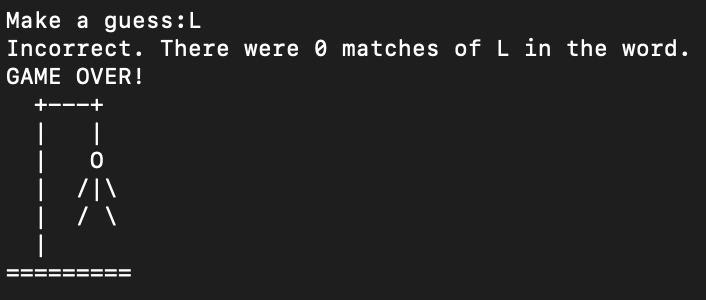 Make a guess:L
Incorrect. There were 0 matches of L in the word.
GAME OVER!
  +---+
  |   |
  |   O
  |  /|\
  |  / \
  |
=========